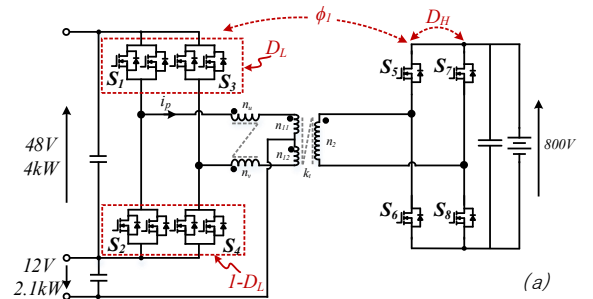 ϕ1 DH
DL
S1 S3
S5 S7
ip nu
n11
n12 n2
48V
4kW
kt
800V
S2 S4
S6 S8
12V
2.1kW
1-DL
(a)